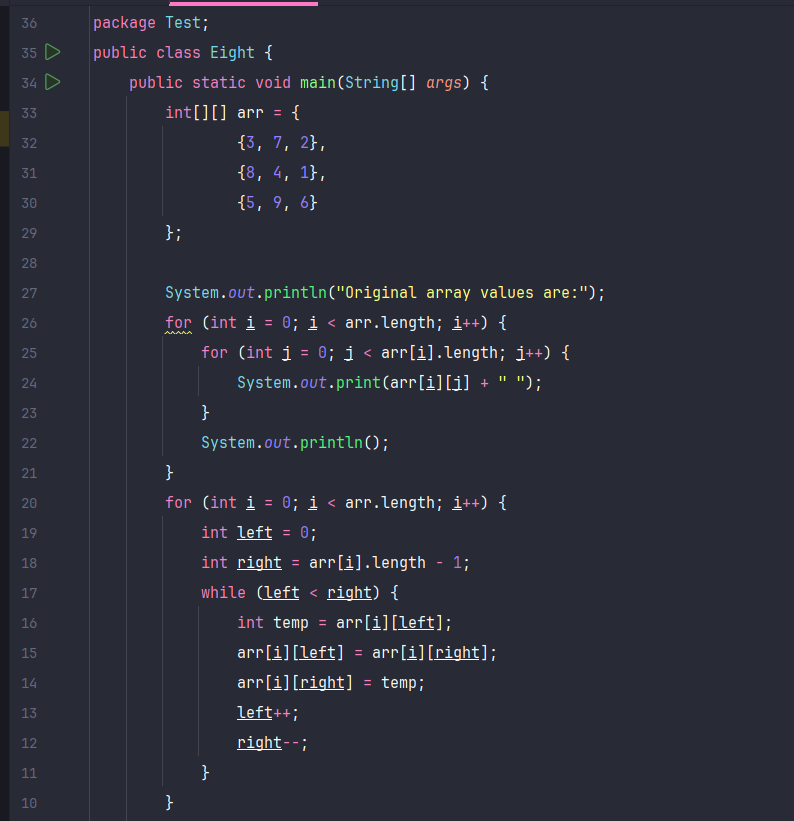 36 package Test;
35 public class Eight {
34     public static void main(String[] args) {
33         int[][] arr = {
32                 {3, 7, 2},
31                 {8, 4, 1},
30                 {5, 9, 6}
29         };
28
27         System.out.println("Original array values are:");
26         for (int i = 0; i < arr.length; i++) {
25             for (int j = 0; j < arr[i].length; j++) {
24                 System.out.print(arr[i][j] + " ");
23             }
22             System.out.println();
21         }
20         for (int i = 0; i < arr.length; i++) {
19             int left = 0;
18             int right = arr[i].length - 1;
17             while (left < right) {
16                 int temp = arr[i][left];
15                 arr[i][left] = arr[i][right];
14                 arr[i][right] = temp;
13                 left++;
12                 right--;
11             }
10         }